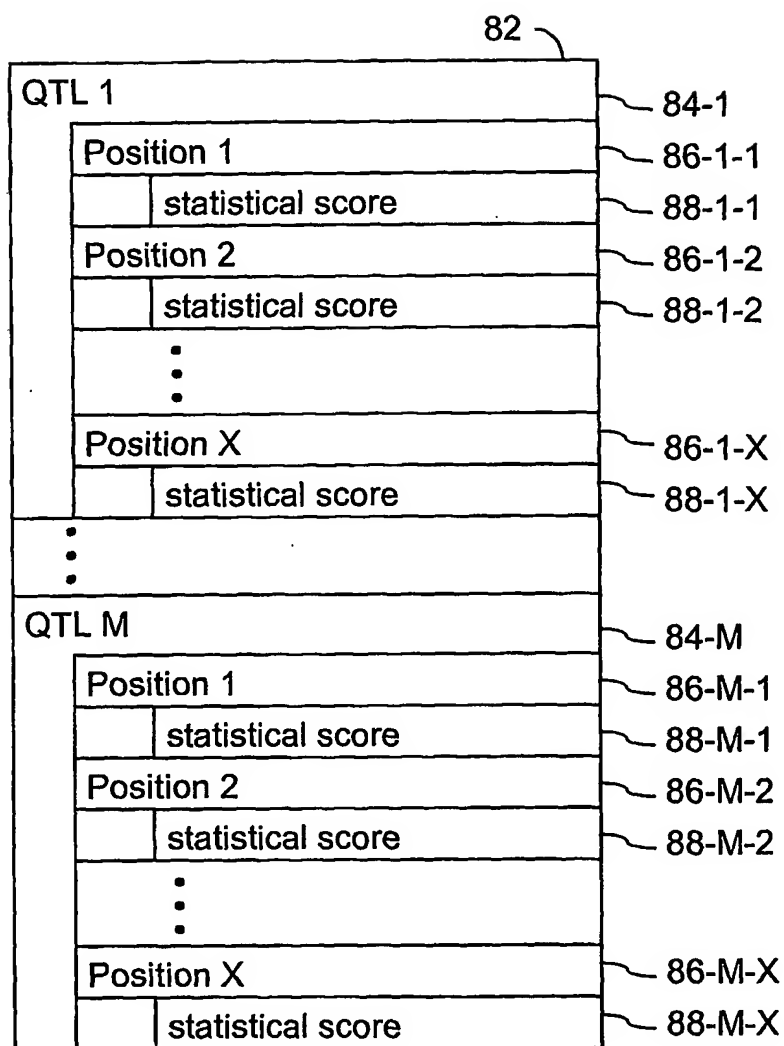 82
QTL 1 84-1
Position 1 86-1-1
statistical score 88-1-1
Position 2 86-1-2
statistical score 88-1-2
Position X 86-1-X
statistical score 88-1-X
QTL M 84-M
Position 1 86-M-1
statistical score 88-M-1
Position 2 86-M-2
statistical score 88-M-2
Position X 86-M-X
statistical score 88-M-X